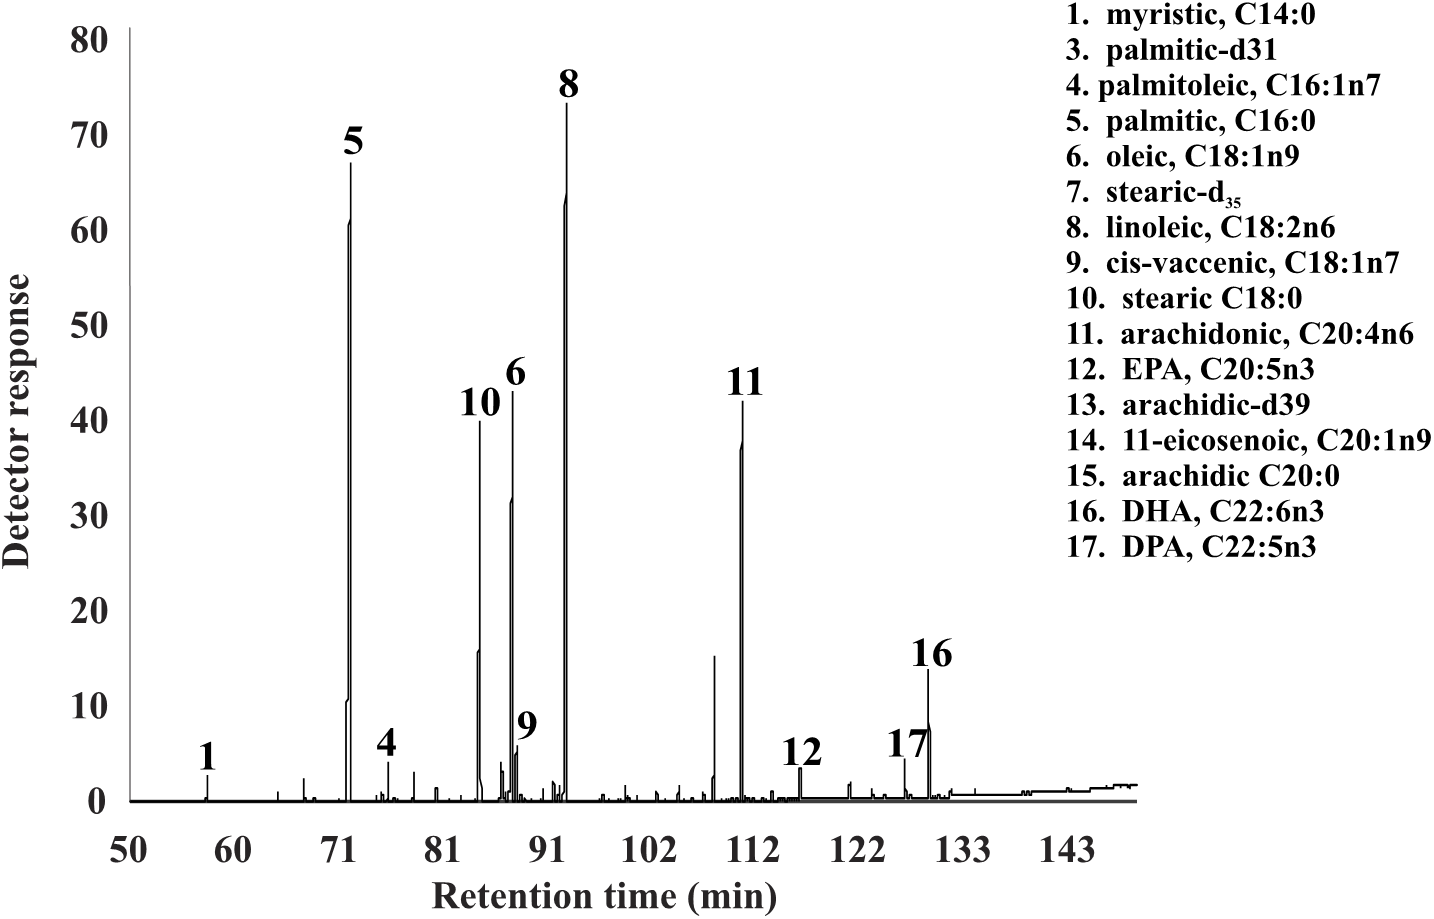 1. myristic, C14:0
3. palmitic-d31
4. palmitoleic, C16:1n7
5. palmitic, C16:0
6. oleic, C18:1n9
7. stearic-d35
8. linoleic, C18:2n6
9. cis-vaccenic, C18:1n7
10. stearic C18:0
11. arachidonic, C20:4n6
12. EPA, C20:5n3
13. arachidic-d39
14. 11-eicosenoic, C20:1n9
15. arachidic C20:0
16. DHA, C22:6n3
17. DPA, C22:5n3
Detector response
80
70
60
50
40
30
20
10
0
1
5
4
10
6
9
8
11
12
17
16
50 60 71 81 91 102 112 122 133 143
Retention time (min)